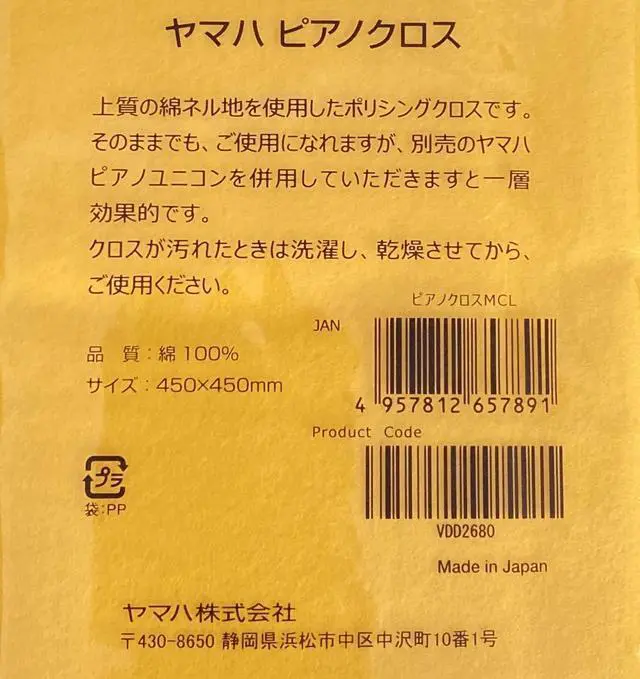 ヤマハ ピアノクロス
上質の綿ネル地を使用したポリシングクロスです。
そのままでも、ご使用になれますが、別売のヤマハ
ピアノユニコンを併用していただきますと一層
効果的です。
クロスが汚れたときは洗濯し、乾燥させてから、
ご使用ください。
ピアノクロスMCL
JAN
品 質：綿 100%
サイズ：450×450mm
4 957812 657891
Product Code
プラ
袋:PP
VDD2680
Made in Japan
ヤマハ株式会社
〒430-8650 静岡県浜松市中区中沢町10番1号